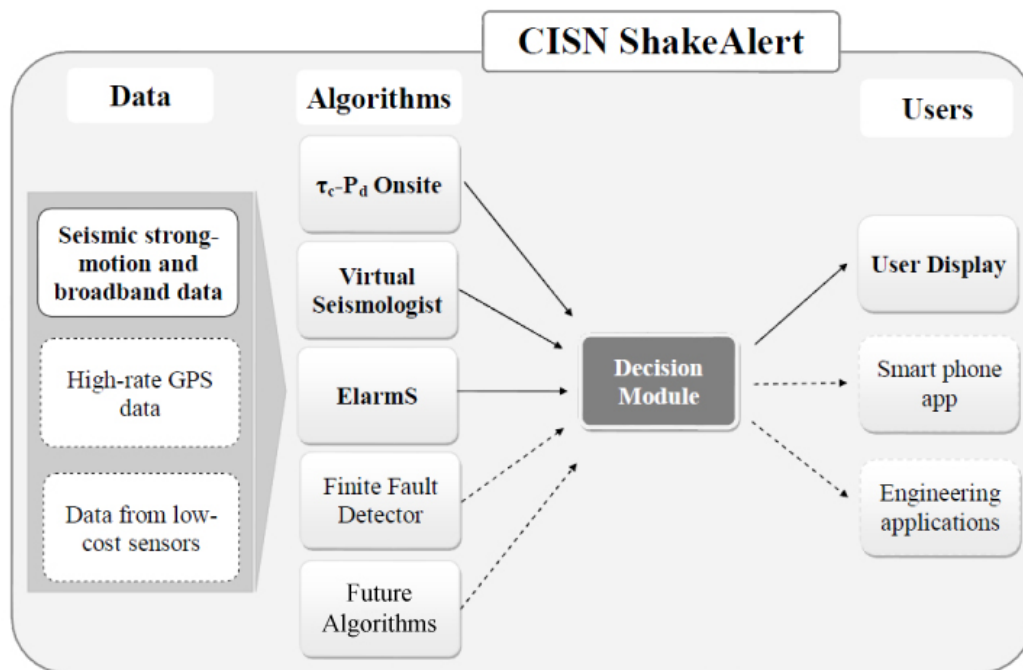 CISN ShakeAlert
Data
Seismic strong-
motion and
broadband data
High-rate GPS
data
Data from low-
cost sensors
Algorithms
τc-Pd Onsite
Virtual
Seismologist
ElarmS
Finite Fault
Detector
Future
Algorithms
Decision
Module
Users
User Display
Smart phone
app
Engineering
applications